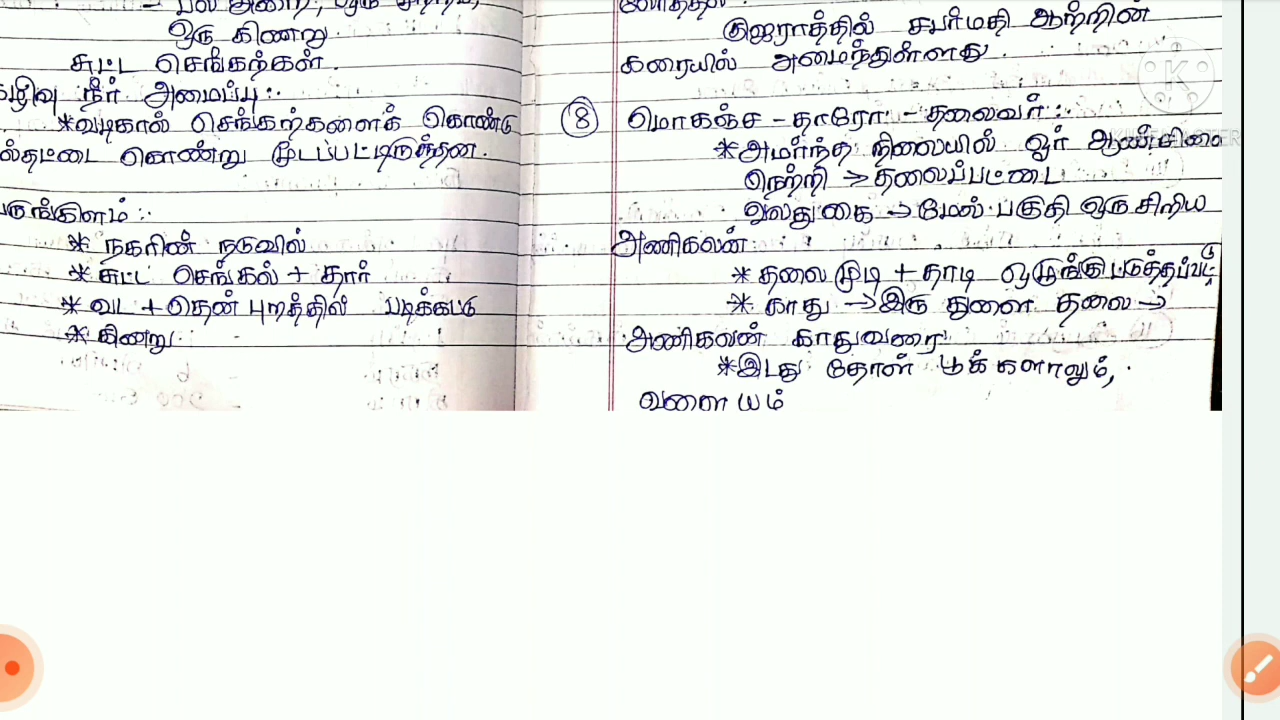 ஒரு கிணறு.
சுட்ட செங்கற்கள்.
கழிவு நீர் அமைப்பு :-
*வடிகால் செங்கற்களைக் கொண்டு
கொண்டு மூடப்பட்டிருந்தன.
பெருங்குளம் :-
* நகரின் நடுவில்
* சுட்ட செங்கல் + தார்
* வட + தென் புறத்தில் படிக்கட்டு
* கிணறு.
குஜராத்தில் சபர்மதி ஆற்றின்
கரையில் அமைந்துள்ளது.
⑧ மொகஞ்ச - தாரோ - தலைவர் :-
*அமர்ந்த நிலையில் ஓர் ஆண்சிலை
நெற்றி → தலைப்பட்டை
வலதுகை → மேல் பகுதி ஒரு சிறிய
அணிகலன்.
* தலை முடி + தாடி ஒழுங்குபடுத்தப்பட்டு
* காது → இரு துளை தலை →
அணிகலன் காதுவரை
*இடது தோள் பூக்களாலும்,
வளையம்